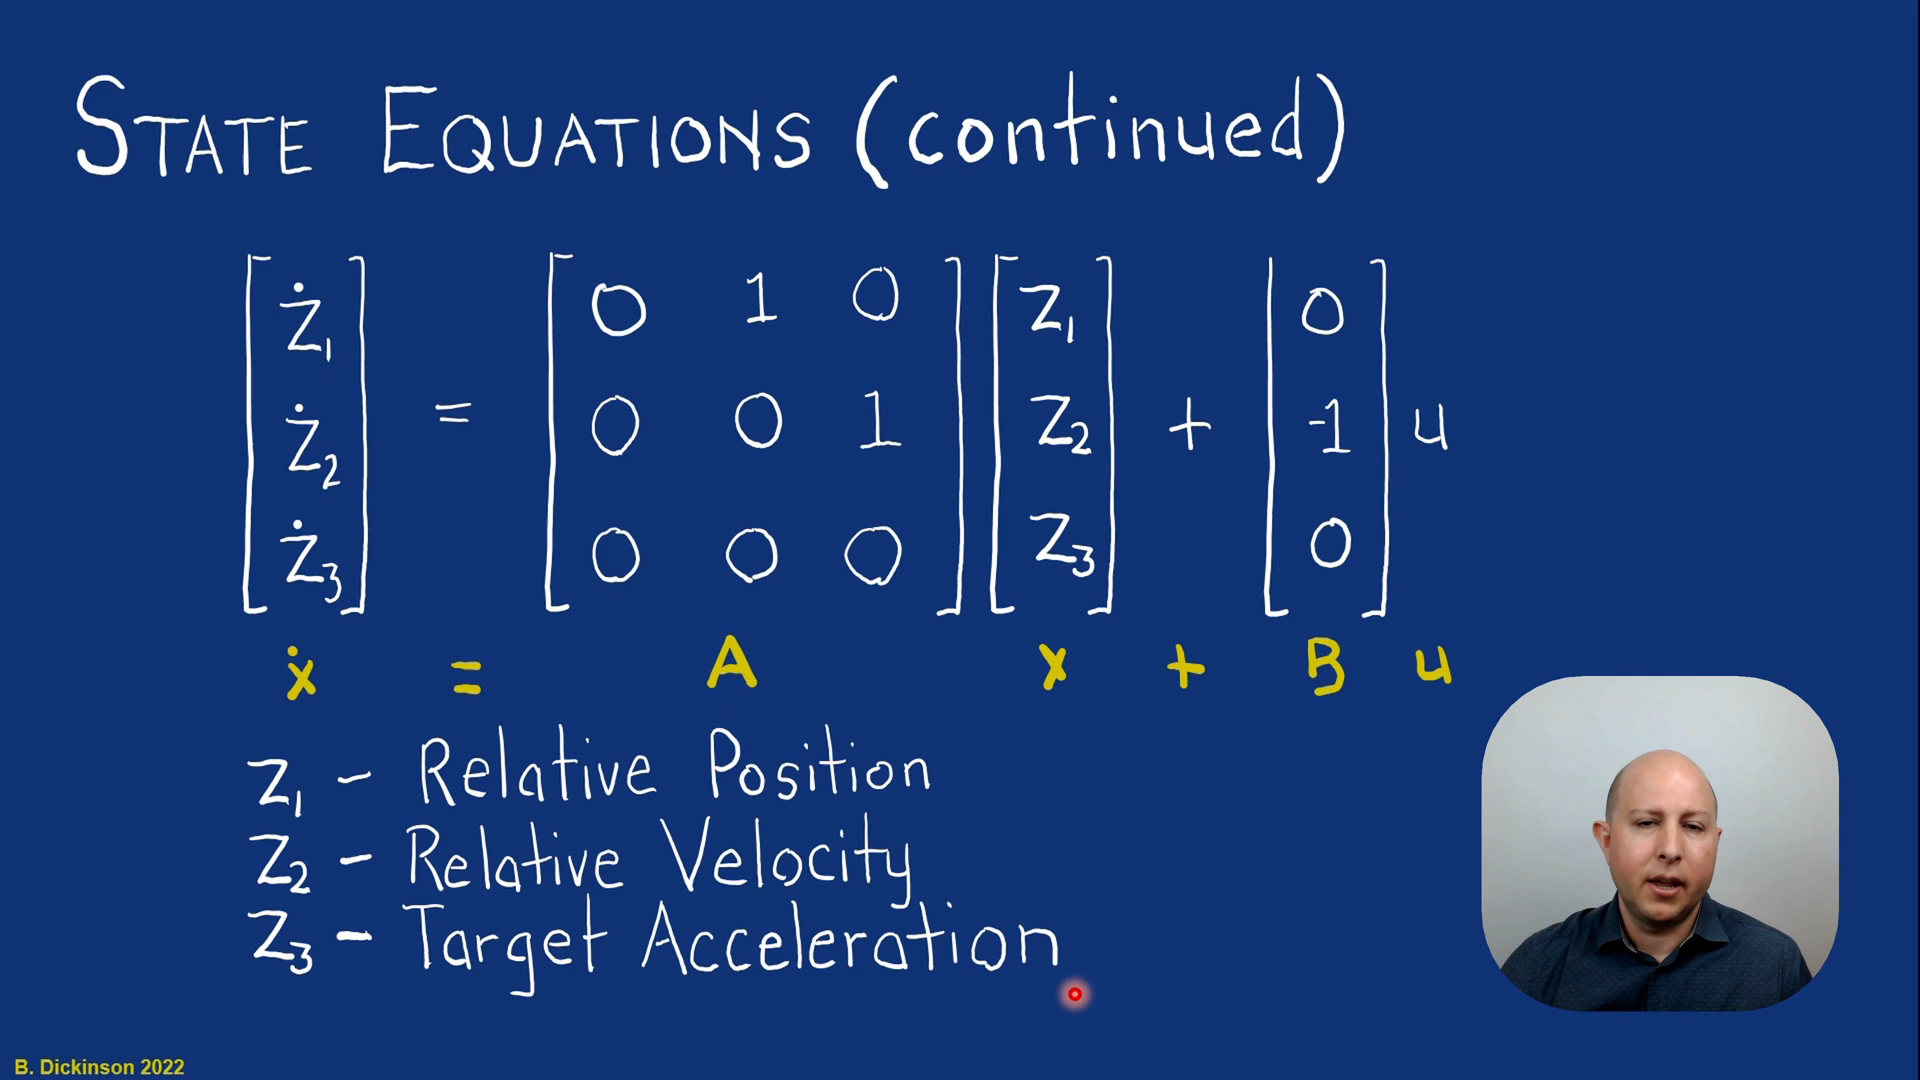 STATE EQUATIONS (continued)
ż₁ 0 1 0 z₁ 0
ż₂ = 0 0 1 z₂ + -1 u
ż₃ 0 0 0 z₃ 0
ẋ = A x + B u
z₁ - Relative Position
z₂ - Relative Velocity
z₃ - Target Acceleration
B. Dickinson 2022